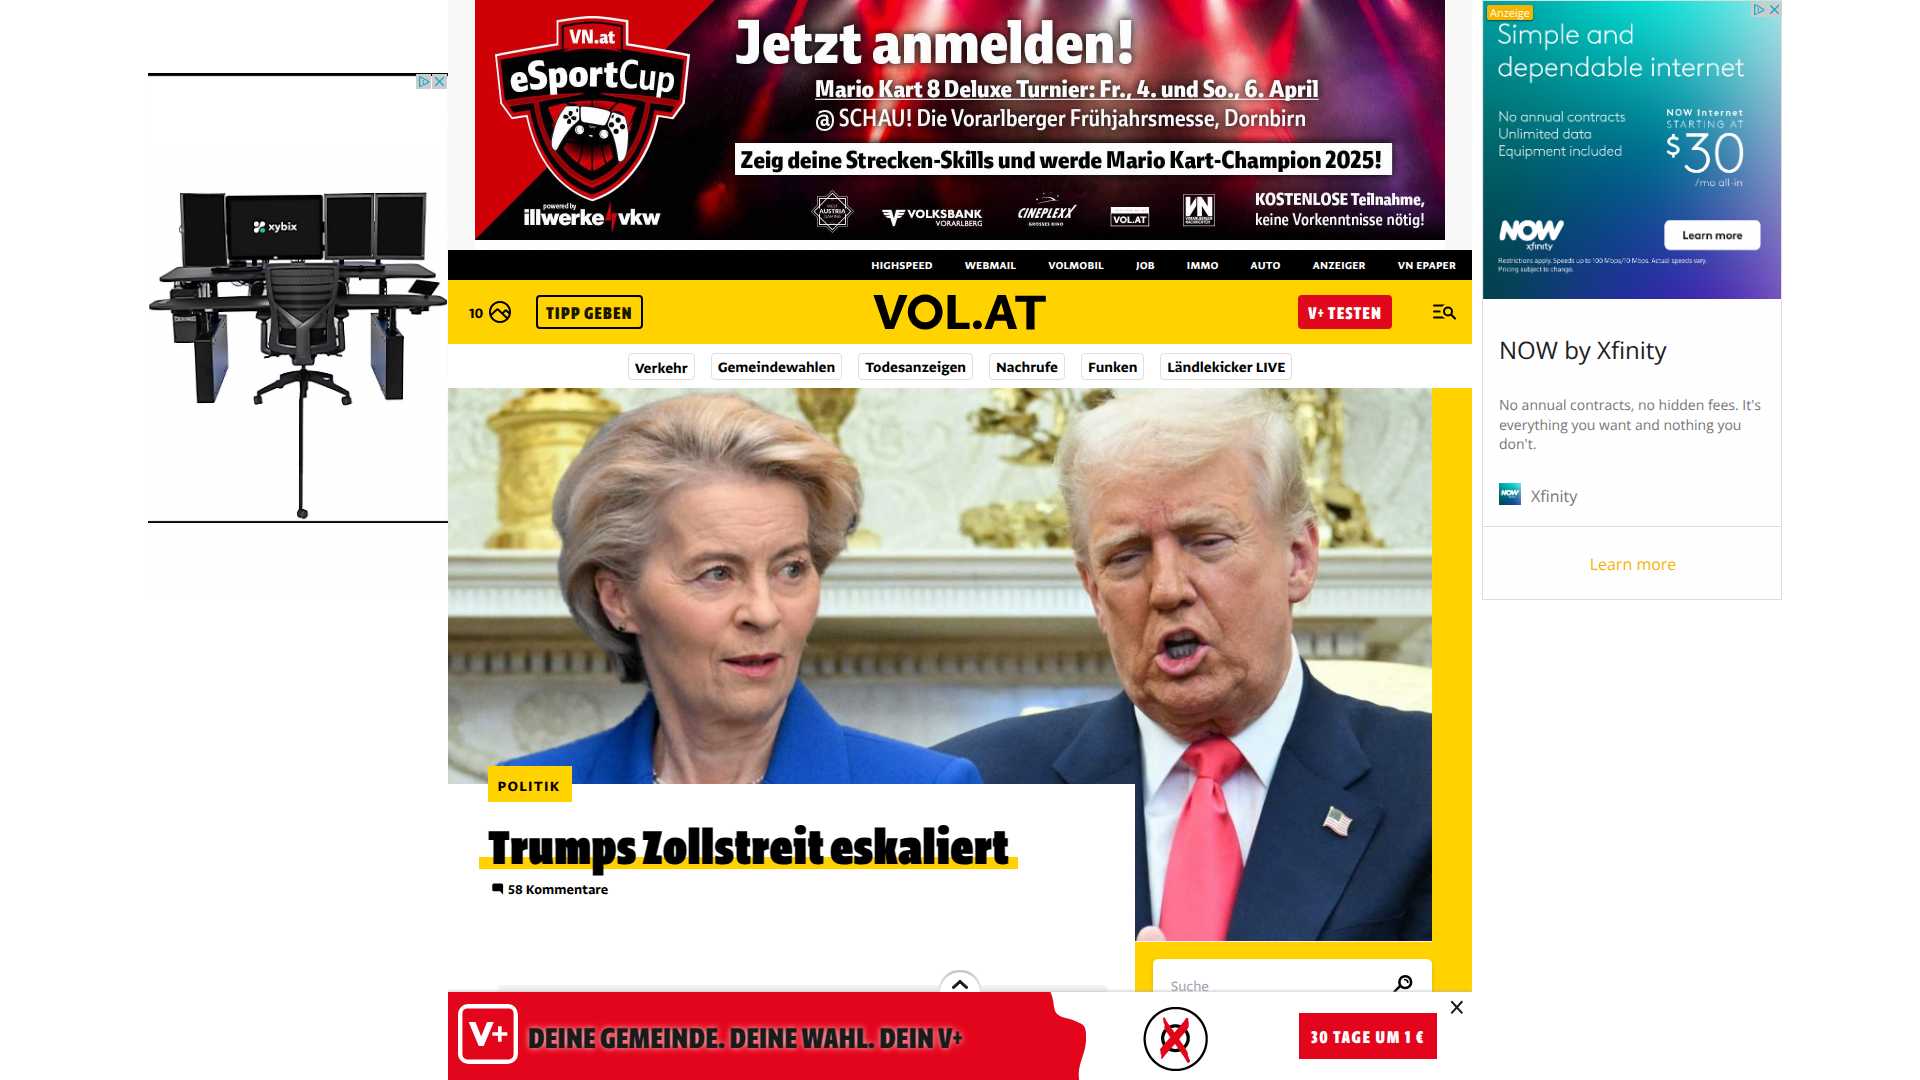 VN.at
eSportCup
powered by
illwerke vkw
Jetzt anmelden!
Mario Kart 8 Deluxe Turnier: Fr., 4. und So., 6. April
@ SCHAU! Die Vorarlberger Frühjahrsmesse, Dornbirn
Zeig deine Strecken-Skills und werde Mario Kart-Champion 2025!
AUSTRIA
VOLKSBANK
VORARLBERG
CINEPLEXX
VOL.AT
VN
KOSTENLOSE Teilnahme,
keine Vorkenntnisse nötig!
xybix
Anzeige
Simple and
dependable internet
No annual contracts
Unlimited data
Equipment included
NOW Internet
STARTING AT
$30
/mo all-in
NOW
xfinity
Learn more
Restrictions apply. Speeds up to 100 Mbps/10 Mbps. Actual speeds vary.
Pricing subject to change.
NOW by Xfinity
No annual contracts, no hidden fees. It's
everything you want and nothing you
don't.
NOW
Xfinity
Learn more
HIGHSPEED WEBMAIL VOLMOBIL JOB IMMO AUTO ANZEIGER VN EPAPER
10 TIPP GEBEN VOL.AT V+ TESTEN
Verkehr Gemeindewahlen Todesanzeigen Nachrufe Funken Ländlekicker LIVE
POLITIK
Trumps Zollstreit eskaliert
58 Kommentare
Suche
V+ DEINE GEMEINDE. DEINE WAHL. DEIN V+
30 TAGE UM 1 €